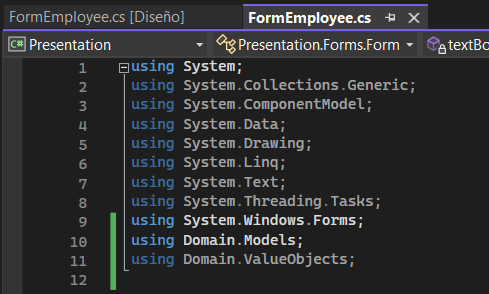 FormEmployee.cs [Diseño] FormEmployee.cs
Presentation Presentation.Forms.Form textBo
1 using System;
2 using System.Collections.Generic;
3 using System.ComponentModel;
4 using System.Data;
5 using System.Drawing;
6 using System.Linq;
7 using System.Text;
8 using System.Threading.Tasks;
9 using System.Windows.Forms;
10 using Domain.Models;
11 using Domain.ValueObjects;
12